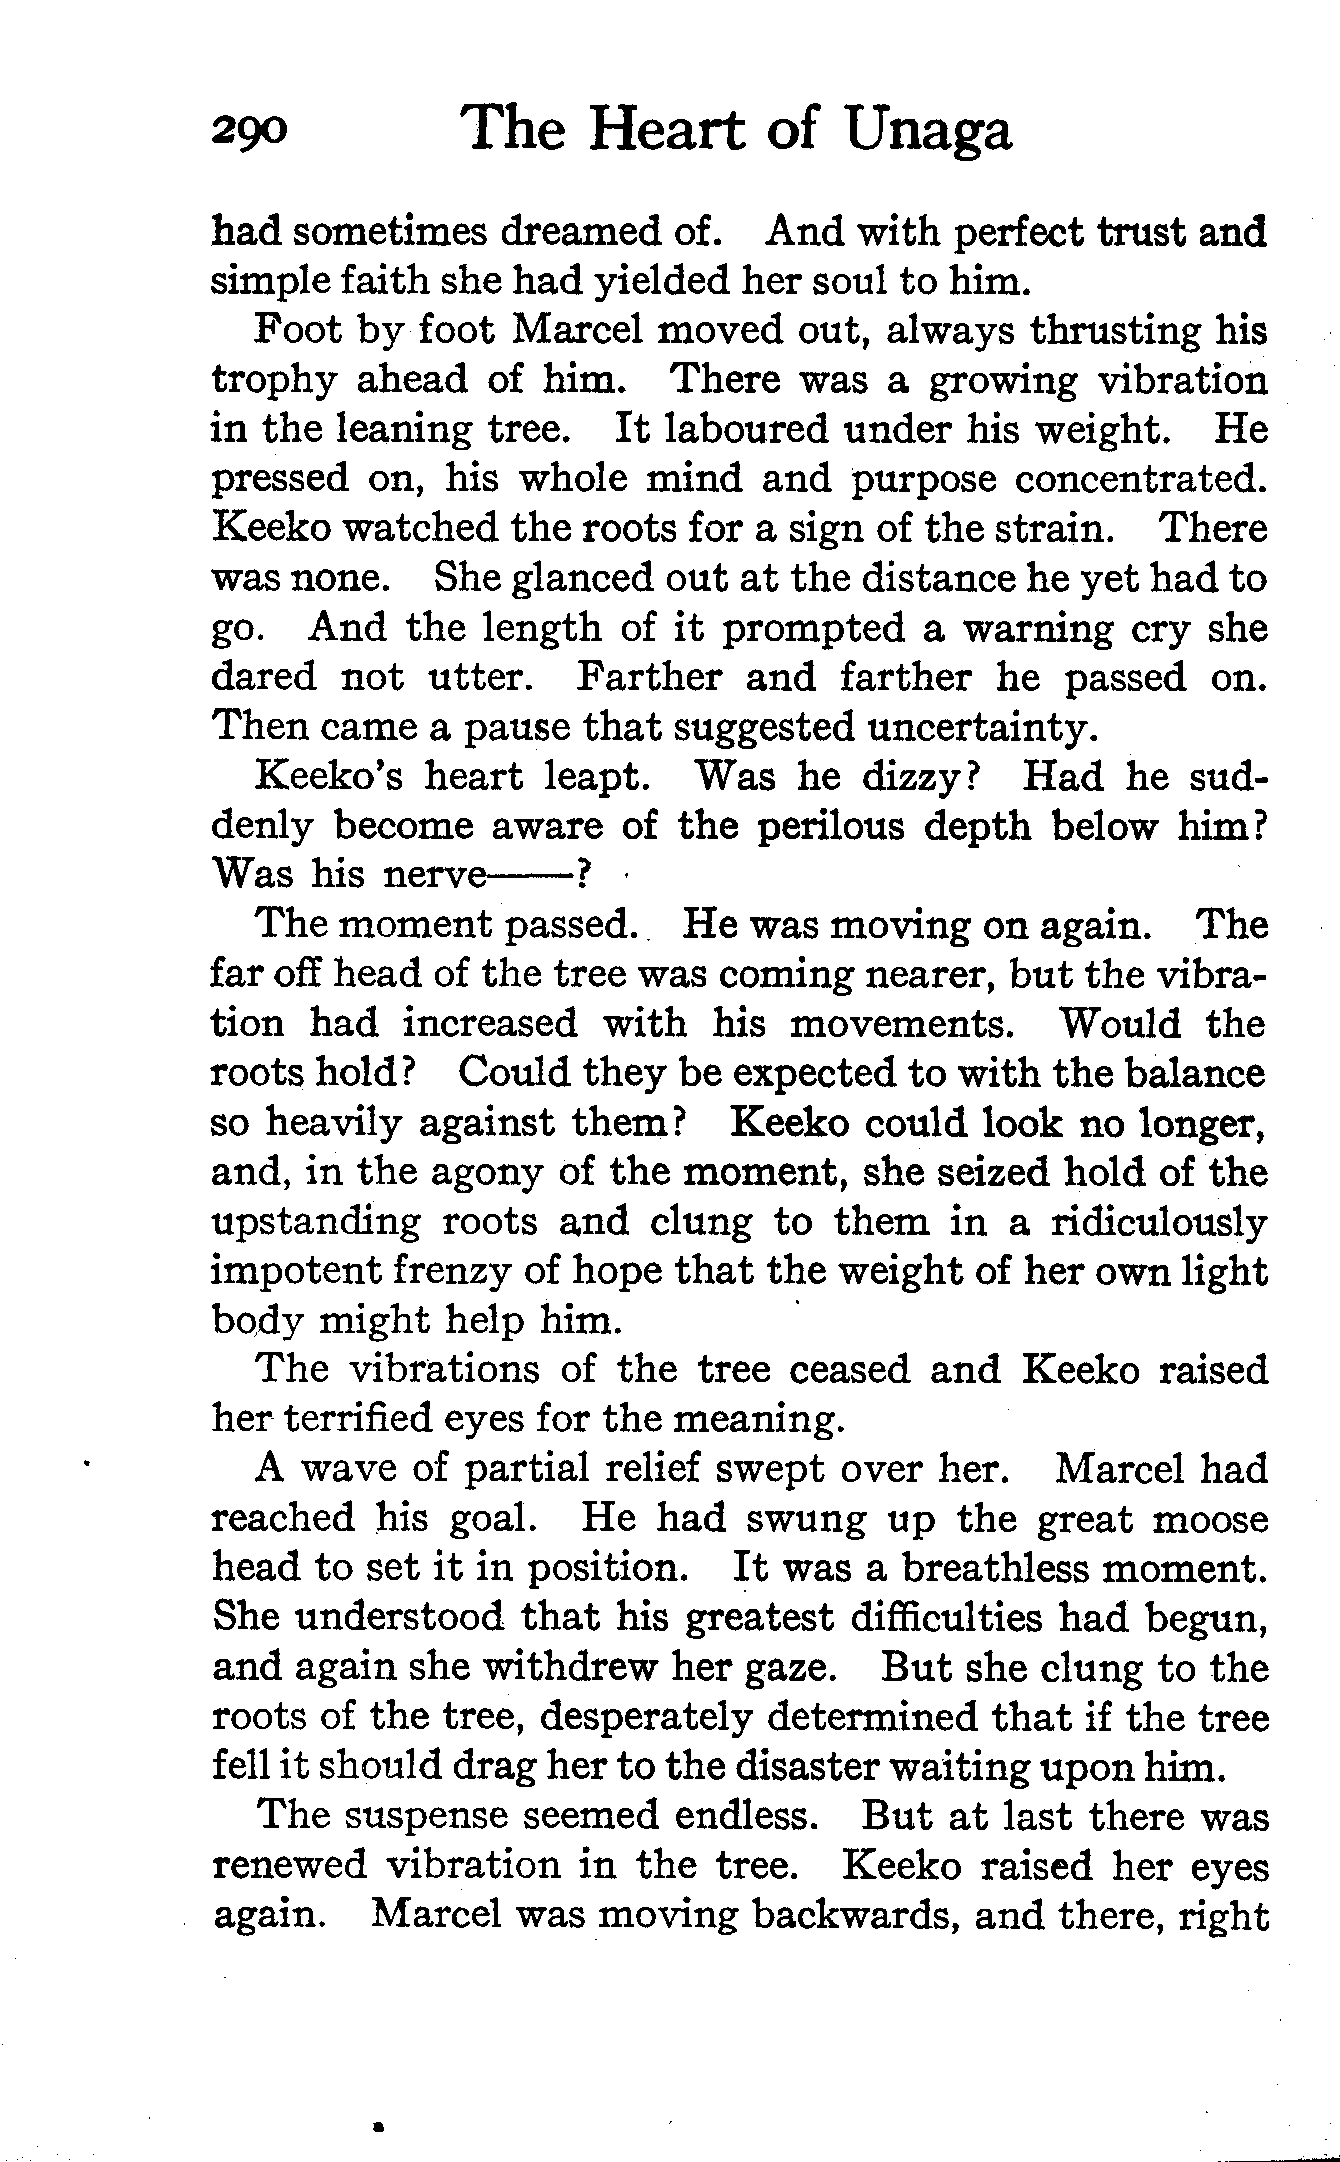 290 The Heart of Unaga
had sometimes dreamed of. And with perfect trust and
simple faith she had yielded her soul to him.
Foot by foot Marcel moved out, always thrusting his
trophy ahead of him. There was a growing vibration
in the leaning tree. It laboured under his weight. He
pressed on, his whole mind and purpose concentrated.
Keeko watched the roots for a sign of the strain. There
was none. She glanced out at the distance he yet had to
go. And the length of it prompted a warning cry she
dared not utter. Farther and farther he passed on.
Then came a pause that suggested uncertainty.
Keeko's heart leapt. Was he dizzy? Had he sud-
denly become aware of the perilous depth below him?
Was his nerve——?
The moment passed. He was moving on again. The
far off head of the tree was coming nearer, but the vibra-
tion had increased with his movements. Would the
roots hold? Could they be expected to with the balance
so heavily against them? Keeko could look no longer,
and, in the agony of the moment, she seized hold of the
upstanding roots and clung to them in a ridiculously
impotent frenzy of hope that the weight of her own light
body might help him.
The vibrations of the tree ceased and Keeko raised
her terrified eyes for the meaning.
A wave of partial relief swept over her. Marcel had
reached his goal. He had swung up the great moose
head to set it in position. It was a breathless moment.
She understood that his greatest difficulties had begun,
and again she withdrew her gaze. But she clung to the
roots of the tree, desperately determined that if the tree
fell it should drag her to the disaster waiting upon him.
The suspense seemed endless. But at last there was
renewed vibration in the tree. Keeko raised her eyes
again. Marcel was moving backwards, and there, right